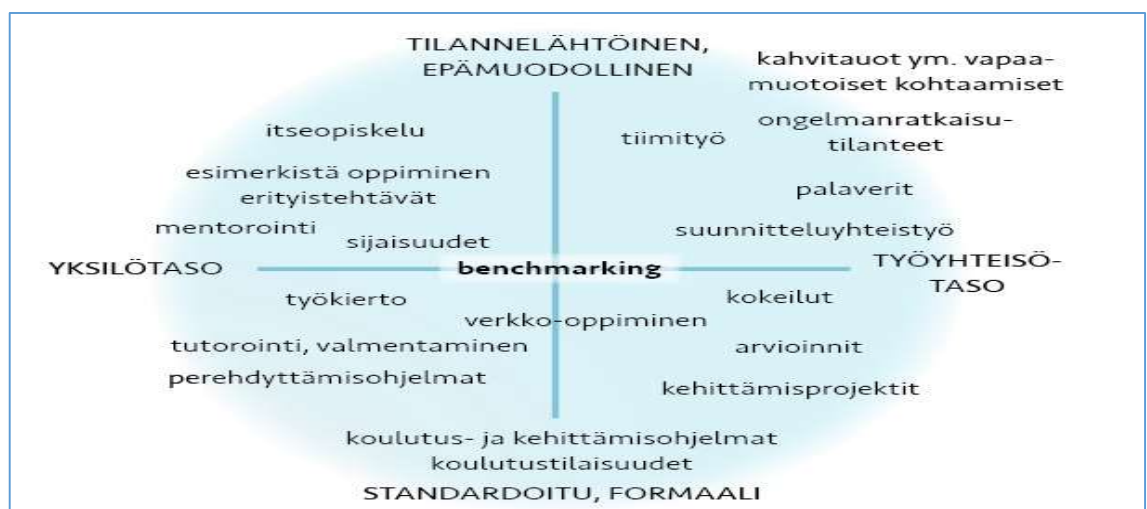 TILANNELÄHTÖINEN,
EPÄMUODOLLINEN
kahvitauot ym. vapaa-
muotoiset kohtaamiset
itseopiskelu
tiimityö
ongelmanratkaisu-
tilanteet
esimerkistä oppiminen
erityistehtävät
palaverit
mentorointi
sijaisuudet
suunnitteluyhteistyö
YKSILÖTASO
benchmarking
TYÖYHTEISÖ-
TASO
työkierto
kokeilut
verkko-oppiminen
tutorointi, valmentaminen
arvioinnit
perehdyttämisohjelmat
kehittämisprojektit
koulutus- ja kehittämisohjelmat
koulutustilaisuudet
STANDARDOITU, FORMAALI